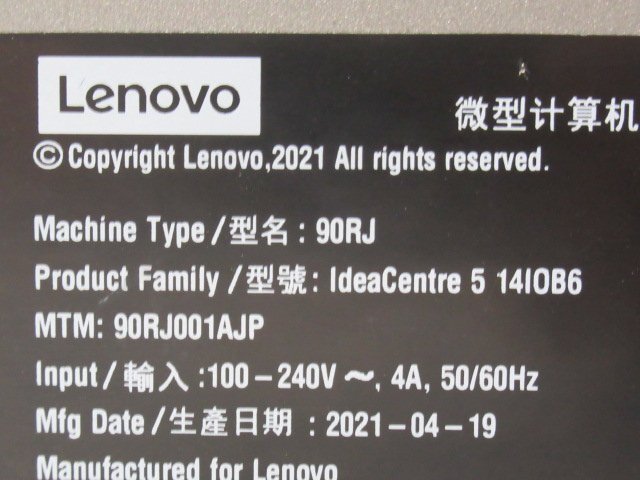 Lenovo
微型计算机
©Copyright Lenovo,2021 All rights reserved.
Machine Type /型名 : 90RJ
Product Family /型號: IdeaCentre 5 14IOB6
MTM: 90RJ001AJP
Input/輸入 :100–240V ～, 4A, 50/60Hz
Mfg Date /生產日期 : 2021–04–19
Manufactured for Lenovo